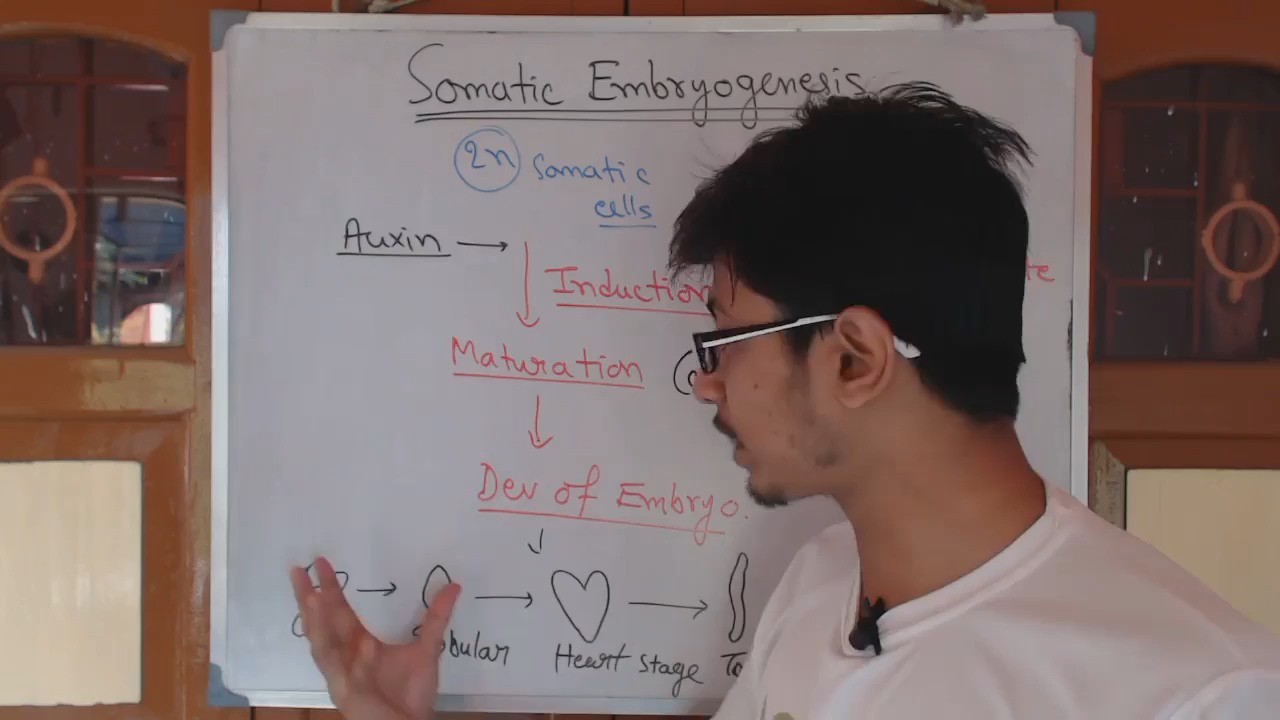 Somatic Embryogenesis
2n Somatic
cells
Auxin
Induction
Maturation
Dev of Embryo.
Heart Stage